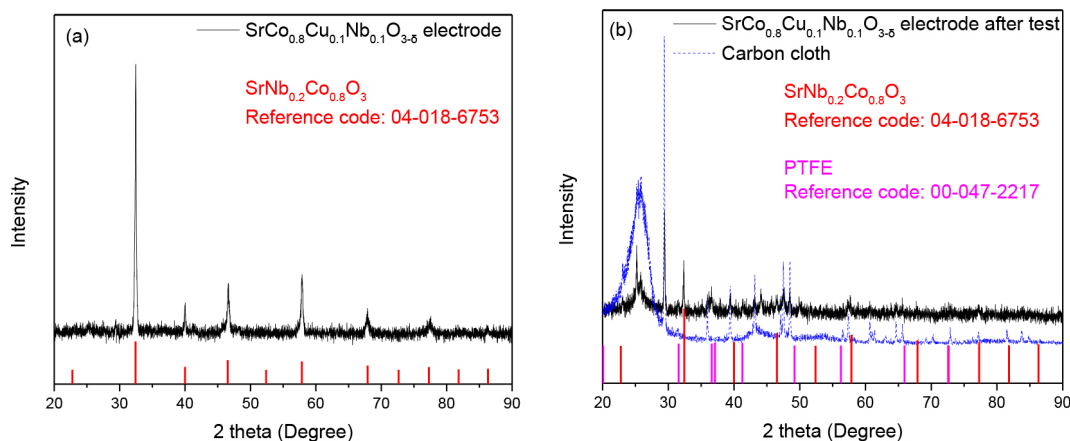 (a)
SrCo₀.₈Cu₀.₁Nb₀.₁O₃₋δ electrode
SrNb₀.₂Co₀.₈O₃
Reference code: 04-018-6753
Intensity
20 30 40 50 60 70 80 90
2 theta (Degree)
(b)
SrCo₀.₈Cu₀.₁Nb₀.₁O₃₋δ electrode after test
Carbon cloth
SrNb₀.₂Co₀.₈O₃
Reference code: 04-018-6753
PTFE
Reference code: 00-047-2217
Intensity
20 30 40 50 60 70 80 90
2 theta (Degree)